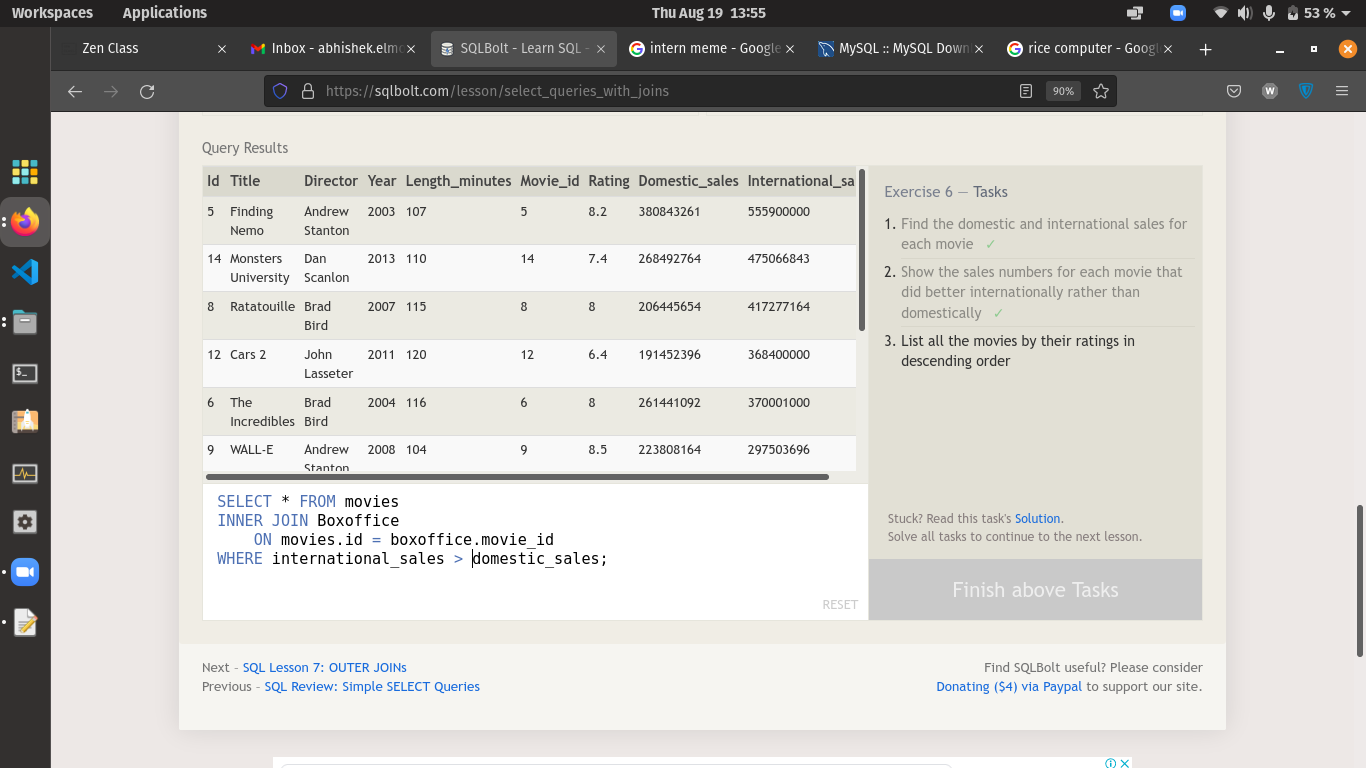 Workspaces Applications Thu Aug 19 13:55 53 %
Zen Class Inbox - abhishek.elmo SQLBolt - Learn SQL - intern meme - Google MySQL :: MySQL Down rice computer - Googl
https://sqlbolt.com/lesson/select_queries_with_joins 90% W
Query Results
Id Title Director Year Length_minutes Movie_id Rating Domestic_sales International_sa
5 Finding Nemo Andrew Stanton 2003 107 5 8.2 380843261 555900000
14 Monsters University Dan Scanlon 2013 110 14 7.4 268492764 475066843
8 Ratatouille Brad Bird 2007 115 8 8 206445654 417277164
12 Cars 2 John Lasseter 2011 120 12 6.4 191452396 368400000
6 The Incredibles Brad Bird 2004 116 6 8 261441092 370001000
9 WALL-E Andrew Stanton 2008 104 9 8.5 223808164 297503696
Exercise 6 — Tasks
1. Find the domestic and international sales for
each movie ✓
2. Show the sales numbers for each movie that
did better internationally rather than
domestically ✓
3. List all the movies by their ratings in
descending order
Stuck? Read this task's Solution.
Solve all tasks to continue to the next lesson.
Finish above Tasks
SELECT * FROM movies
INNER JOIN Boxoffice
    ON movies.id = boxoffice.movie_id
WHERE international_sales > domestic_sales;
RESET
Next - SQL Lesson 7: OUTER JOINs
Previous - SQL Review: Simple SELECT Queries
Find SQLBolt useful? Please consider
Donating ($4) via Paypal to support our site.